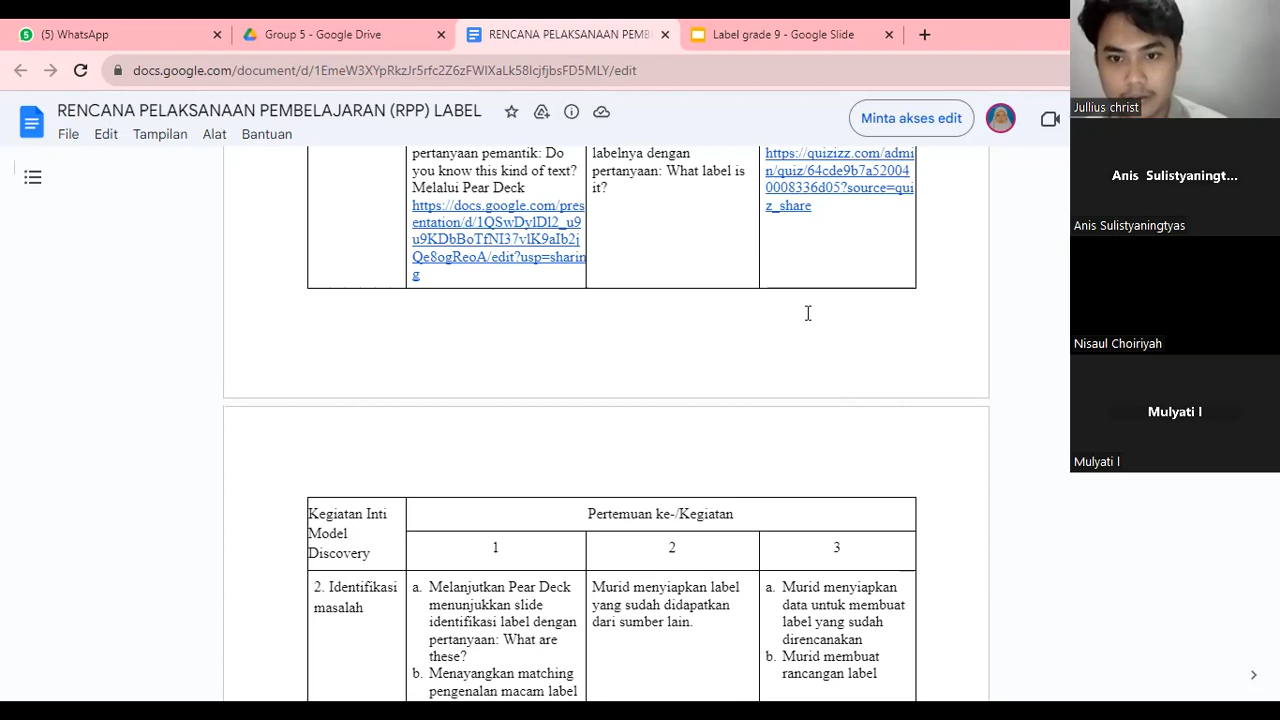 (5) WhatsApp
Group 5 - Google Drive
RENCANA PELAKSANAAN PEMB
Label grade 9 - Google Slide
docs.google.com/document/d/1EmeW3XYpRkzJr5rfc2Z6zFWlXaLk58lcjfjbsFD5MLY/edit
RENCANA PELAKSANAAN PEMBELAJARAN (RPP) LABEL
File Edit Tampilan Alat Bantuan
Minta akses edit
pertanyaan pemantik: Do
you know this kind of text?
Melalui Pear Deck
https://docs.google.com/pres
entation/d/1QSwDylDl2_u9
u9KDbBoTfNI37vlK9aIb2j
Qe8ogReoA/edit?usp=sharin
g
labelnya dengan
pertanyaan: What label is
it?
https://quizizz.com/admi
n/quiz/64cde9b7a52004
0008336d05?source=qui
z_share
Kegiatan Inti
Model
Discovery
Pertemuan ke-/Kegiatan
1
2
3
2. Identifikasi
masalah
a. Melanjutkan Pear Deck
menunjukkan slide
identifikasi label dengan
pertanyaan: What are
these?
b. Menayangkan matching
pengenalan macam label
Murid menyiapkan label
yang sudah didapatkan
dari sumber lain.
a. Murid menyiapkan
data untuk membuat
label yang sudah
direncanakan
b. Murid membuat
rancangan label
Jullius christ
Anis Sulistyaningt...
Anis Sulistyaningtyas
Nisaul Choiriyah
Mulyati l
Mulyati l